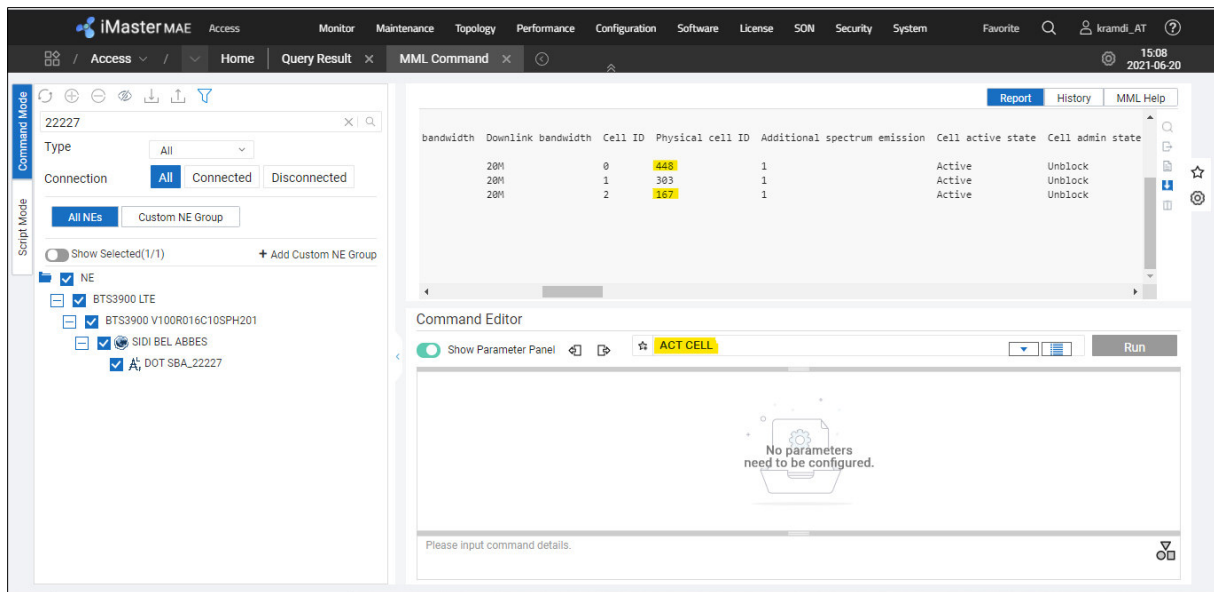 iMaster MAE Access Monitor Maintenance Topology Performance Configuration Software License SON Security System Favorite kramdi_AT
/ Access / Home Query Result × MML Command × 15:08
2021-06-20
Command Mode
Script Mode
22227
Type All
Connection All Connected Disconnected
All NEs Custom NE Group
Show Selected(1/1) + Add Custom NE Group
NE
BTS3900 LTE
BTS3900 V100R016C10SPH201
SIDI BEL ABBES
DOT SBA_22227
Report History MML Help
bandwidth Downlink bandwidth Cell ID Physical cell ID Additional spectrum emission Cell active state Cell admin state
20M 0 448 1 Active Unblock
20M 1 303 1 Active Unblock
20M 2 167 1 Active Unblock
Command Editor
Show Parameter Panel ACT CELL Run
No parameters
need to be configured.
Please input command details.